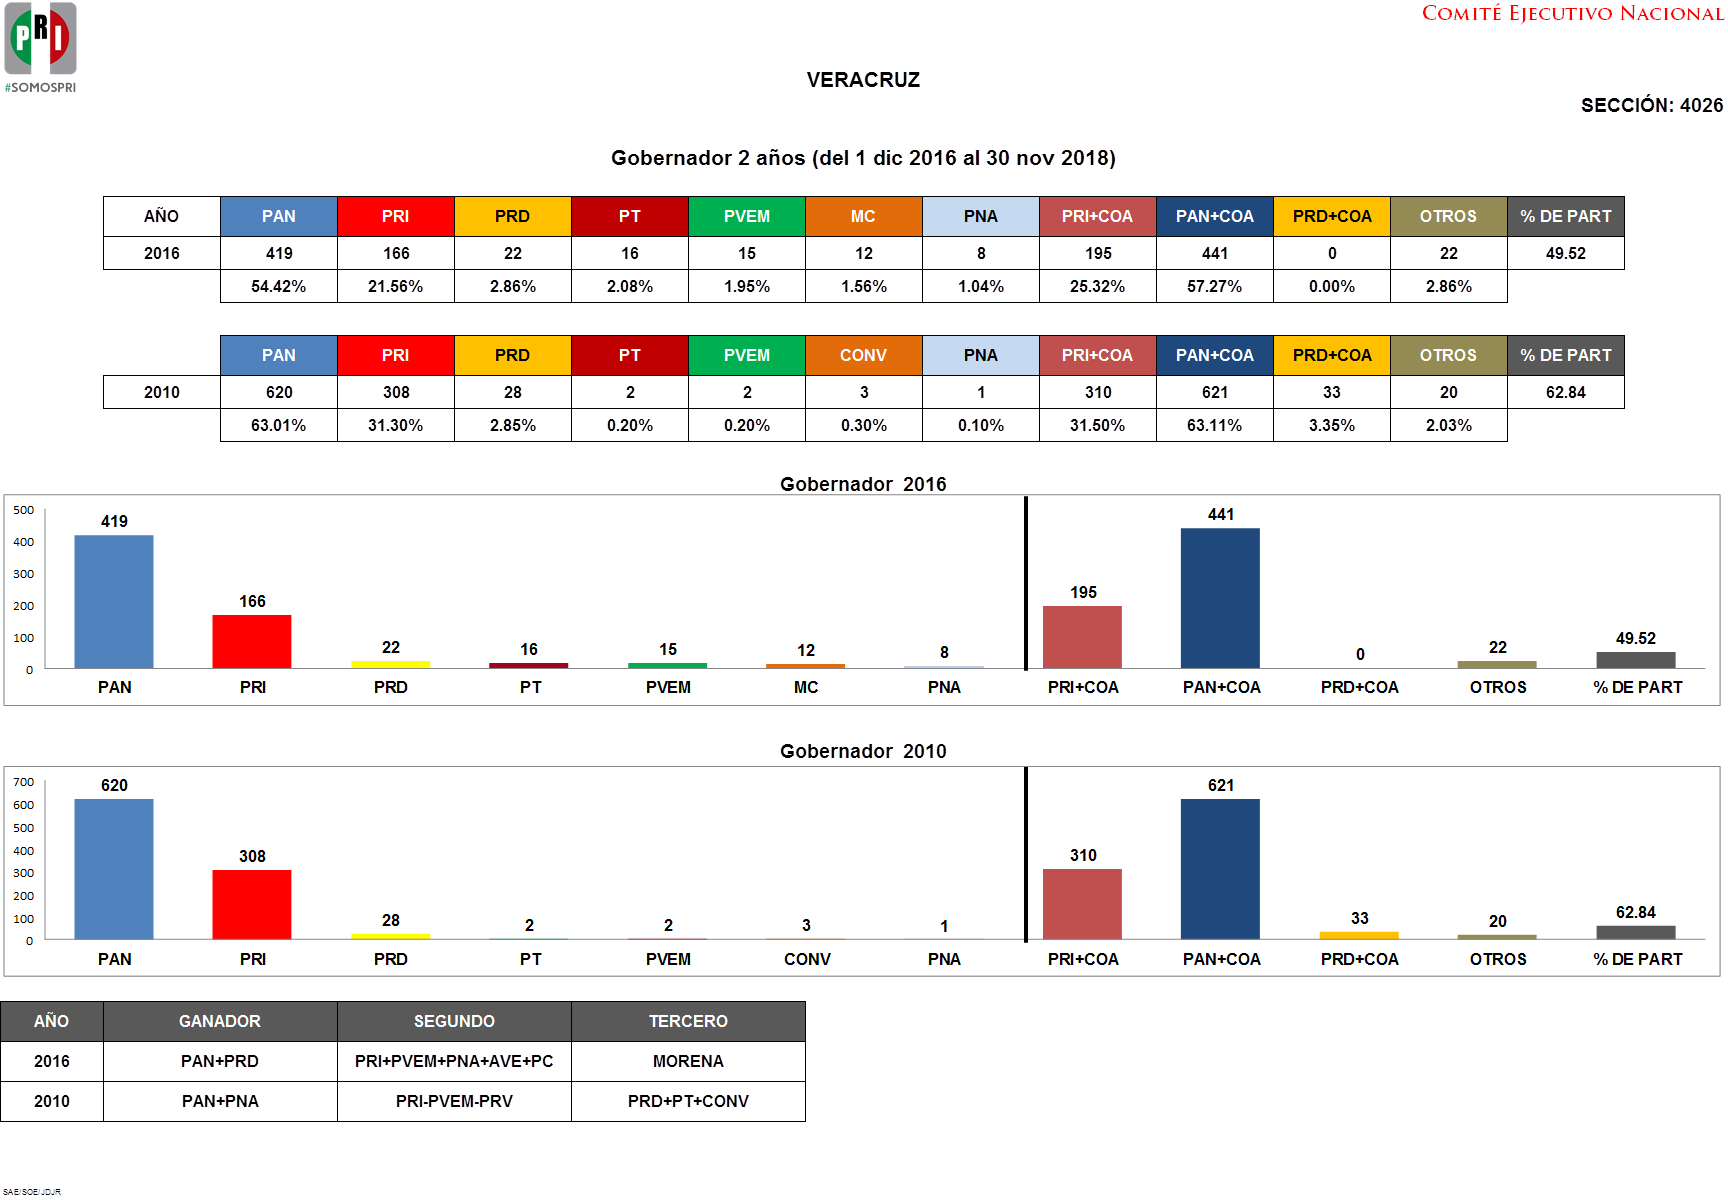 PRI
#SOMOSPRI
COMITÉ EJECUTIVO NACIONAL
VERACRUZ
SECCIÓN: 4026
Gobernador 2 años (del 1 dic 2016 al 30 nov 2018)
AÑO PAN PRI PRD PT PVEM MC PNA PRI+COA PAN+COA PRD+COA OTROS % DE PART
2016 419 166 22 16 15 12 8 195 441 0 22 49.52
54.42% 21.56% 2.86% 2.08% 1.95% 1.56% 1.04% 25.32% 57.27% 0.00% 2.86%
PAN PRI PRD PT PVEM CONV PNA PRI+COA PAN+COA PRD+COA OTROS % DE PART
2010 620 308 28 2 2 3 1 310 621 33 20 62.84
63.01% 31.30% 2.85% 0.20% 0.20% 0.30% 0.10% 31.50% 63.11% 3.35% 2.03%
Gobernador 2016
500
400
300
200
100
0
419 166 22 16 15 12 8 195 441 0 22 49.52
PAN PRI PRD PT PVEM MC PNA PRI+COA PAN+COA PRD+COA OTROS % DE PART
Gobernador 2010
700
600
500
400
300
200
100
0
620 308 28 2 2 3 1 310 621 33 20 62.84
PAN PRI PRD PT PVEM CONV PNA PRI+COA PAN+COA PRD+COA OTROS % DE PART
AÑO GANADOR SEGUNDO TERCERO
2016 PAN+PRD PRI+PVEM+PNA+AVE+PC MORENA
2010 PAN+PNA PRI-PVEM-PRV PRD+PT+CONV
SAE/SOE/JDJR